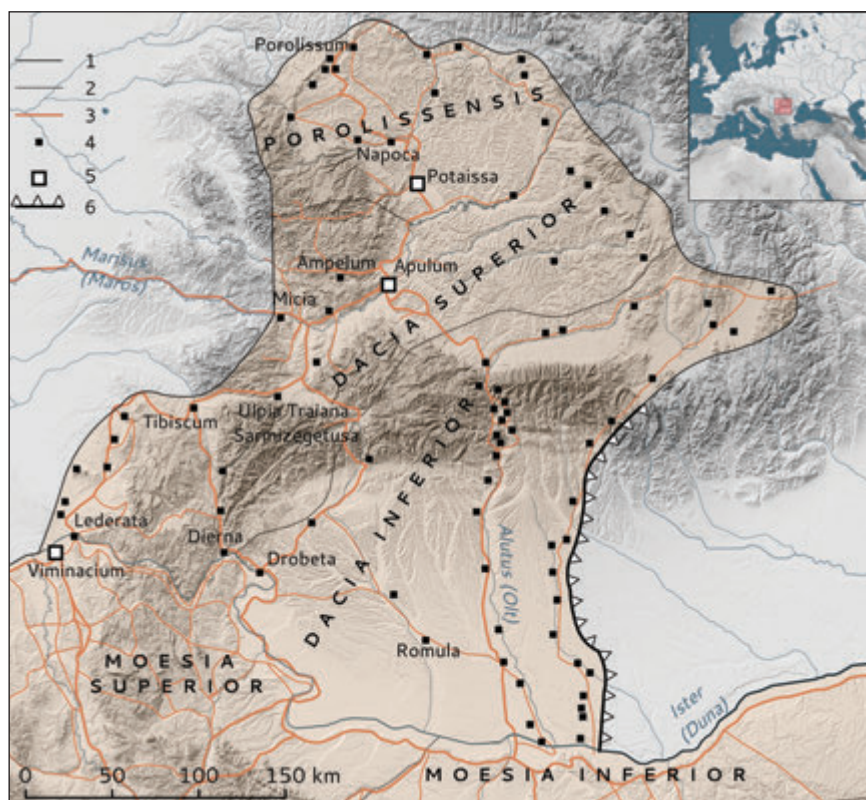 Porolissum
1
2
3
4
5
6
POROLISSENSIS
Napoca
Potaissa
Marisus
(Maros)
Ampelum
Apulum
Micia
DACIA SUPERIOR
Tibiscum
Ulpia Traiana
Sarmizegetusa
DACIA INFERIOR
Lederata
Dierna
Drobeta
Viminacium
Alutus (Olt)
Romula
MOESIA
SUPERIOR
Ister
(Duna)
0 50 100 150 km
MOESIA INFERIOR